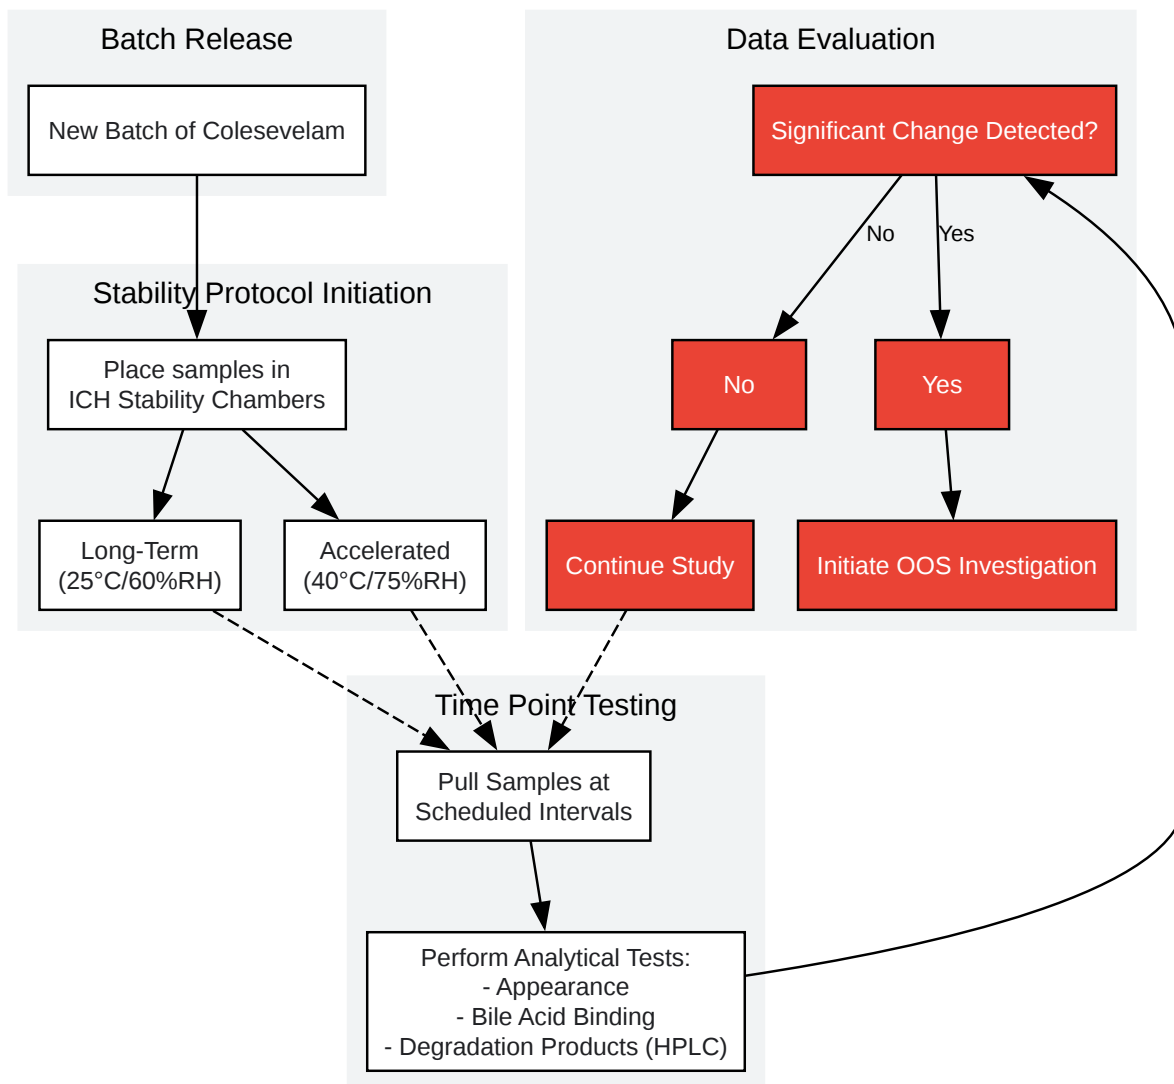 Batch Release
New Batch of Colesevelam
Stability Protocol Initiation
Place samples in
ICH Stability Chambers
Long-Term
(25°C/60%RH)
Accelerated
(40°C/75%RH)
Data Evaluation
Significant Change Detected?
No
Yes
No
Yes
Continue Study
Initiate OOS Investigation
Time Point Testing
Pull Samples at
Scheduled Intervals
Perform Analytical Tests:
- Appearance
- Bile Acid Binding
- Degradation Products (HPLC)